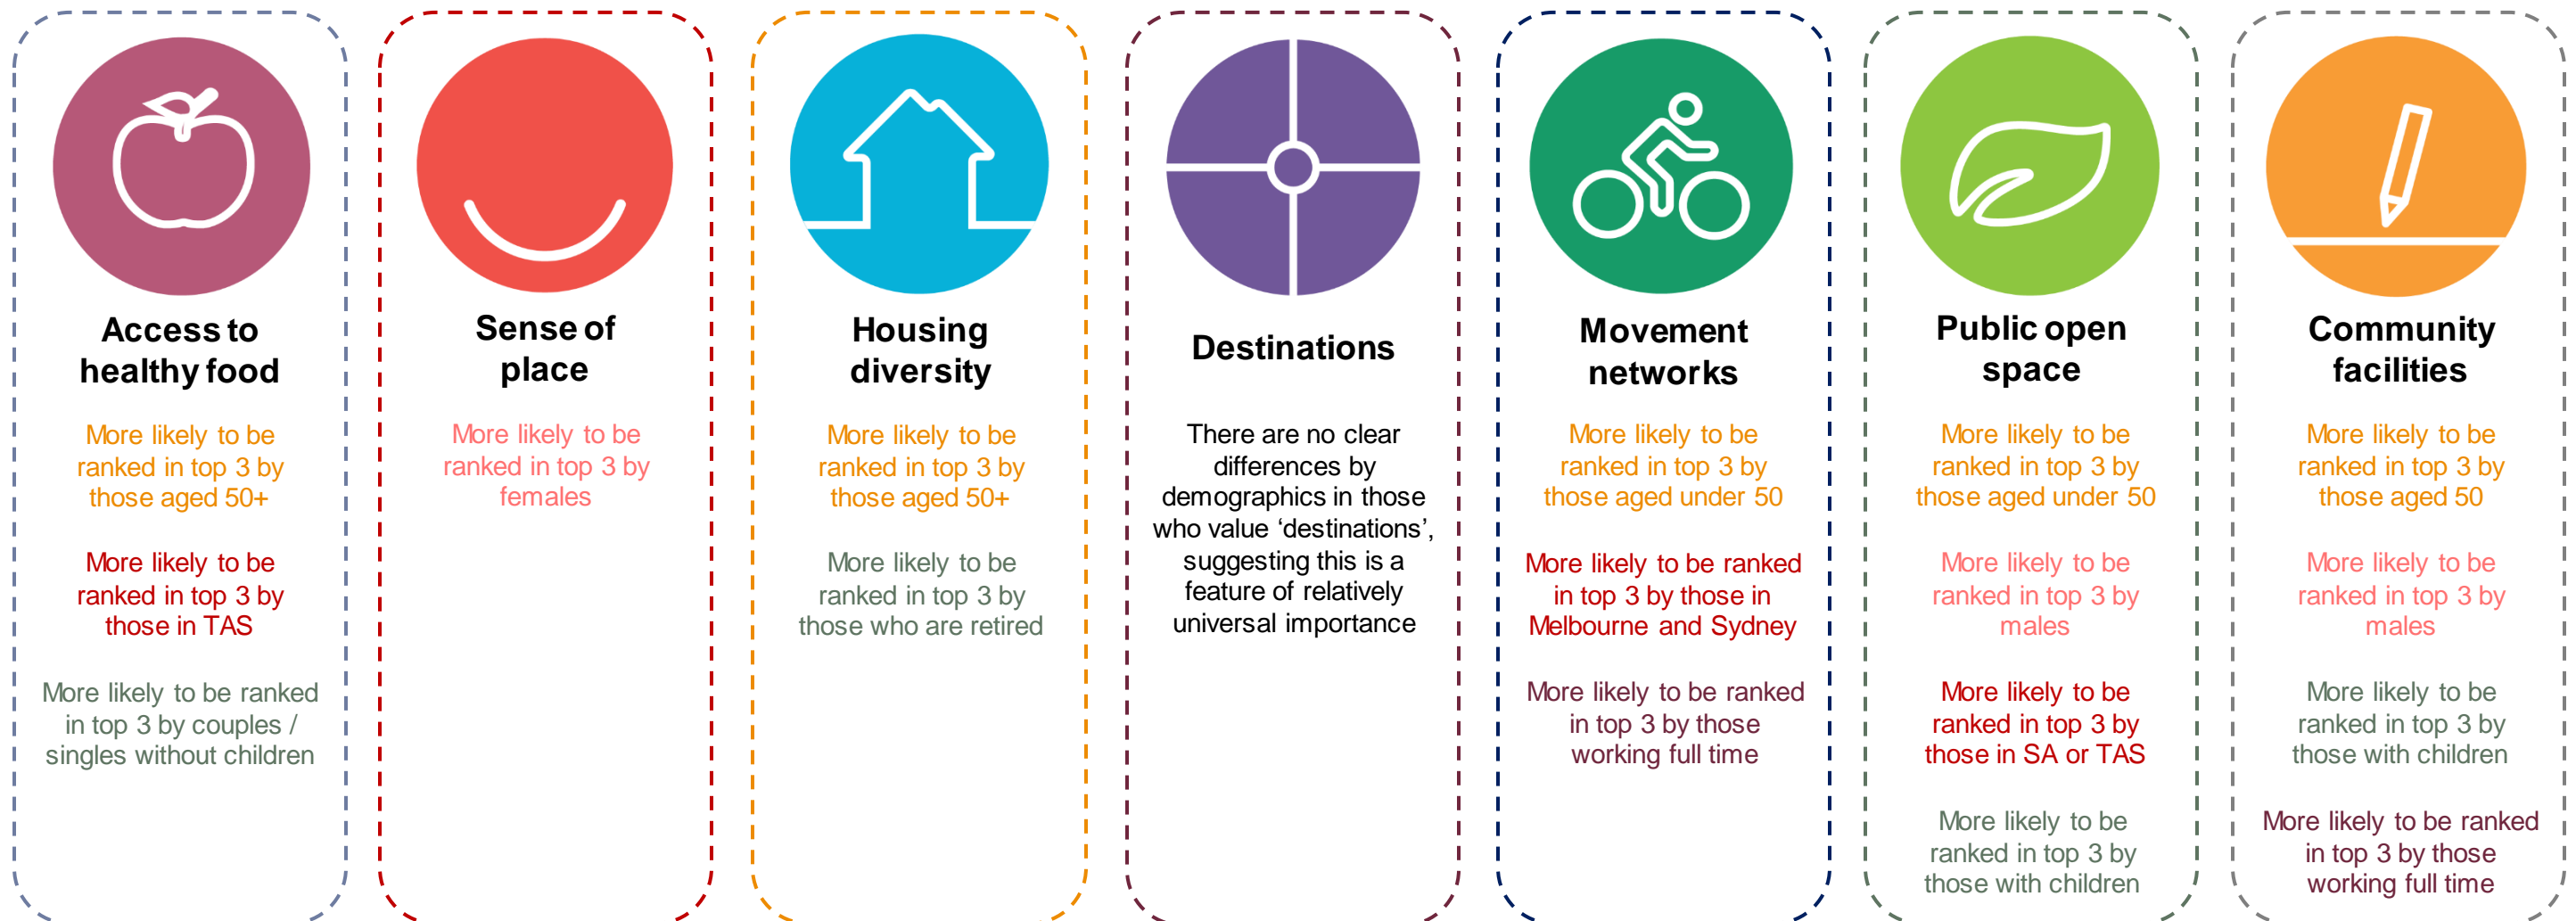 Access to
healthy food
More likely to be
ranked in top 3 by
those aged 50+
More likely to be
ranked in top 3 by
those in TAS
More likely to be ranked
in top 3 by couples /
singles without children
Sense of
place
More likely to be
ranked in top 3 by
females
Housing
diversity
More likely to be
ranked in top 3 by
those aged 50+
More likely to be
ranked in top 3 by
those who are retired
Destinations
There are no clear
differences by
demographics in those
who value ‘destinations’,
suggesting this is a
feature of relatively
universal importance
Movement
networks
More likely to be
ranked in top 3 by
those aged under 50
More likely to be ranked
in top 3 by those in
Melbourne and Sydney
More likely to be ranked
in top 3 by those
working full time
Public open
space
More likely to be
ranked in top 3 by
those aged under 50
More likely to be
ranked in top 3 by
males
More likely to be
ranked in top 3 by
those in SA or TAS
More likely to be
ranked in top 3 by
those with children
Community
facilities
More likely to be
ranked in top 3 by
those aged 50
More likely to be
ranked in top 3 by
males
More likely to be
ranked in top 3 by
those with children
More likely to be ranked
in top 3 by those
working full time